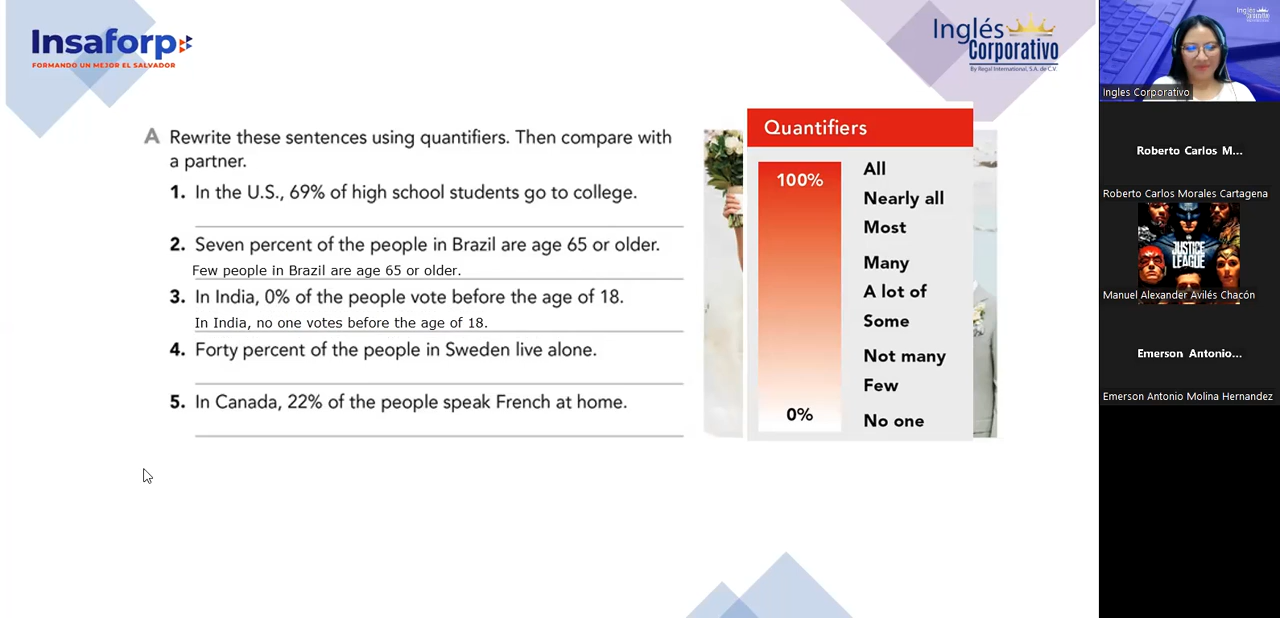 Insaforp
FORMANDO UN MEJOR EL SALVADOR
Inglés
Corporativo
By Regal International, S.A. de C.V.
A Rewrite these sentences using quantifiers. Then compare with
a partner.
1. In the U.S., 69% of high school students go to college.
2. Seven percent of the people in Brazil are age 65 or older.
Few people in Brazil are age 65 or older.
3. In India, 0% of the people vote before the age of 18.
In India, no one votes before the age of 18.
4. Forty percent of the people in Sweden live alone.
5. In Canada, 22% of the people speak French at home.
Quantifiers
100%
0%
All
Nearly all
Most
Many
A lot of
Some
Not many
Few
No one
Inglés
Ingles Corporativo
Roberto Carlos M...
Roberto Carlos Morales Cartagena
JUSTICE
LEAGUE
Manuel Alexander Avilés Chacón
Emerson Antonio...
Emerson Antonio Molina Hernandez